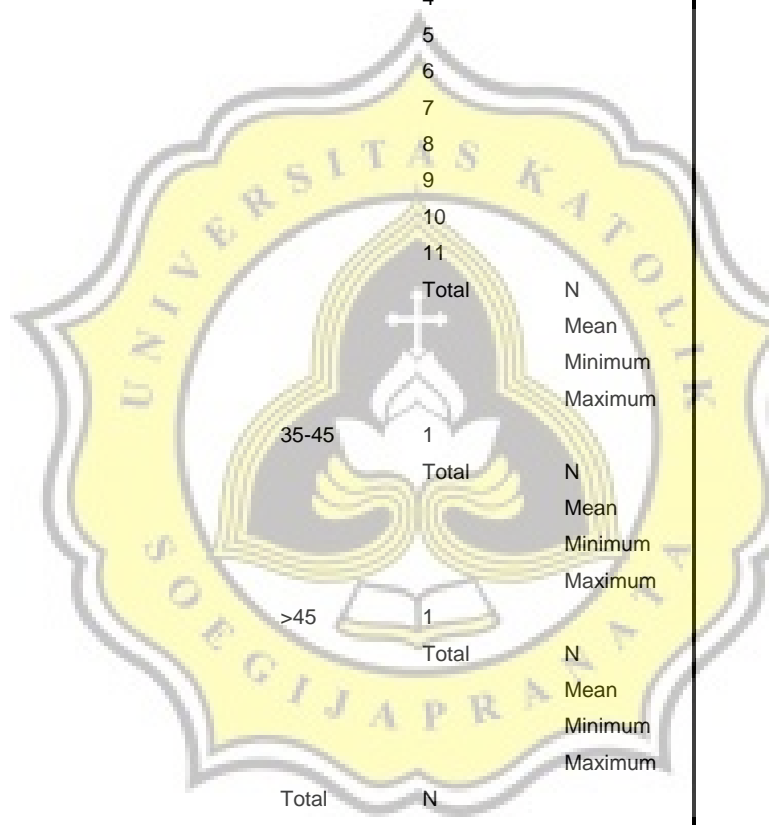 5
6
7
8
9
10
11
Total N
Mean
Minimum
Maximum
35-45 1
Total N
Mean
Minimum
Maximum
>45 1
Total N
Mean
Minimum
Maximum
Total N
UNIVERSITAS KATOLIK
SOEGIJAPRANATA